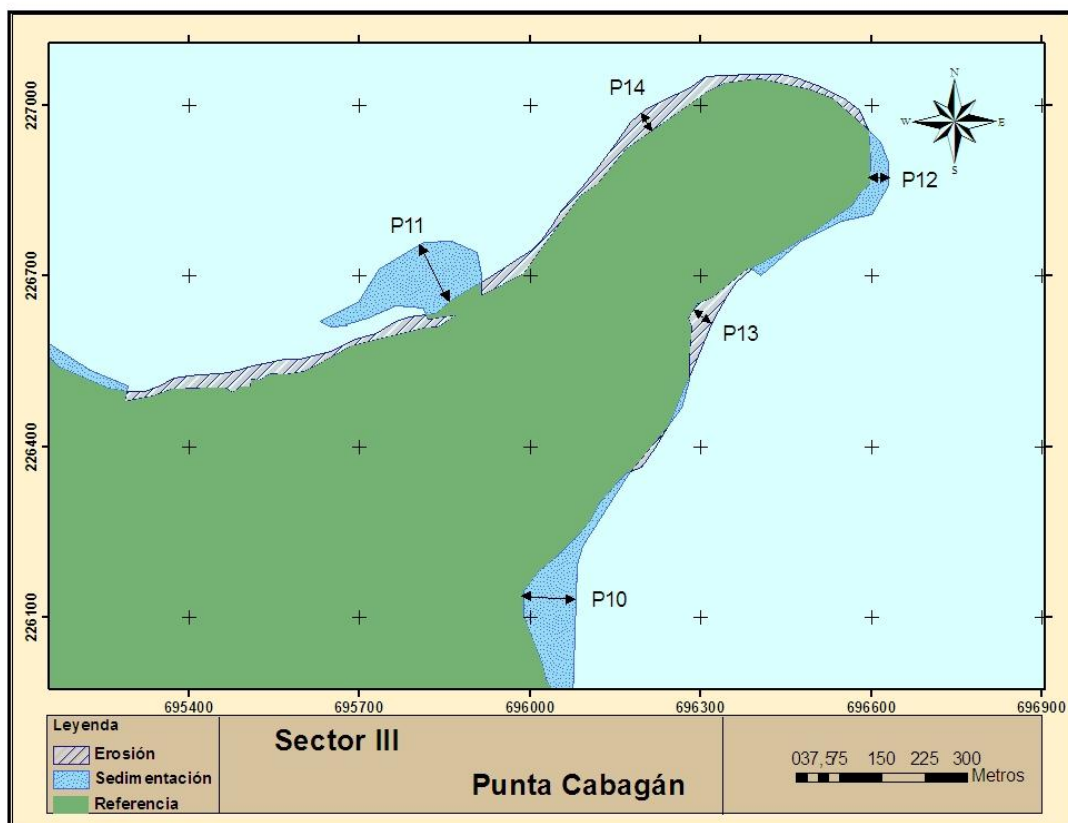 N
W E
S
P14
P12
P11
P13
P10
227000
226700
226400
226100
695400 695700 696000 696300 696600 696900
Leyenda
Erosión
Sedimentación
Referencia
Sector III
Punta Cabagán
037,575 150 225 300
Metros